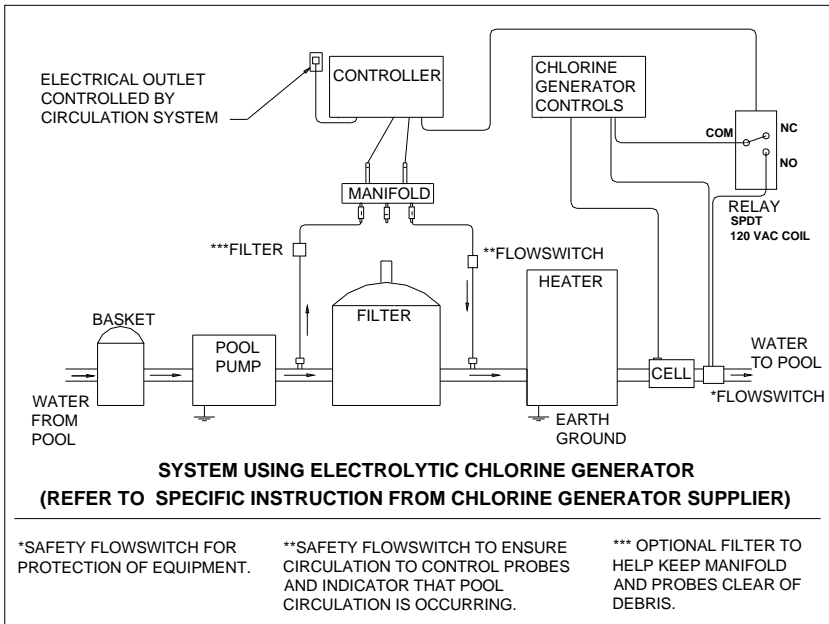 ELECTRICAL OUTLET
CONTROLLED BY
CIRCULATION SYSTEM
CONTROLLER
CHLORINE
GENERATOR
CONTROLS
COM
NC
NO
RELAY
SPDT
120 VAC COIL
MANIFOLD
***FILTER
**FLOWSWITCH
BASKET
POOL
PUMP
FILTER
HEATER
CELL
WATER
TO POOL
*FLOWSWITCH
WATER
FROM
POOL
EARTH
GROUND
SYSTEM USING ELECTROLYTIC CHLORINE GENERATOR
(REFER TO SPECIFIC INSTRUCTION FROM CHLORINE GENERATOR SUPPLIER)
*SAFETY FLOWSWITCH FOR
PROTECTION OF EQUIPMENT.
**SAFETY FLOWSWITCH TO ENSURE
CIRCULATION TO CONTROL PROBES
AND INDICATOR THAT POOL
CIRCULATION IS OCCURRING.
*** OPTIONAL FILTER TO
HELP KEEP MANIFOLD
AND PROBES CLEAR OF
DEBRIS.